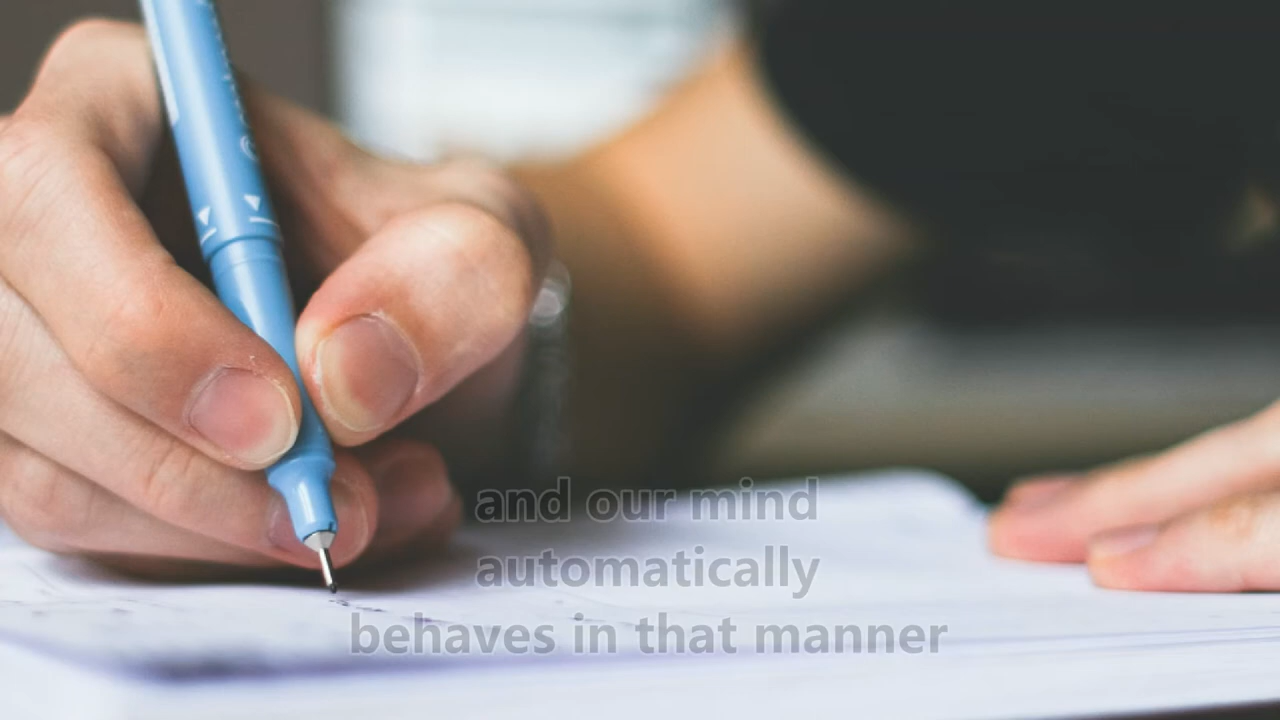 and our mind
automatically
behaves in that manner